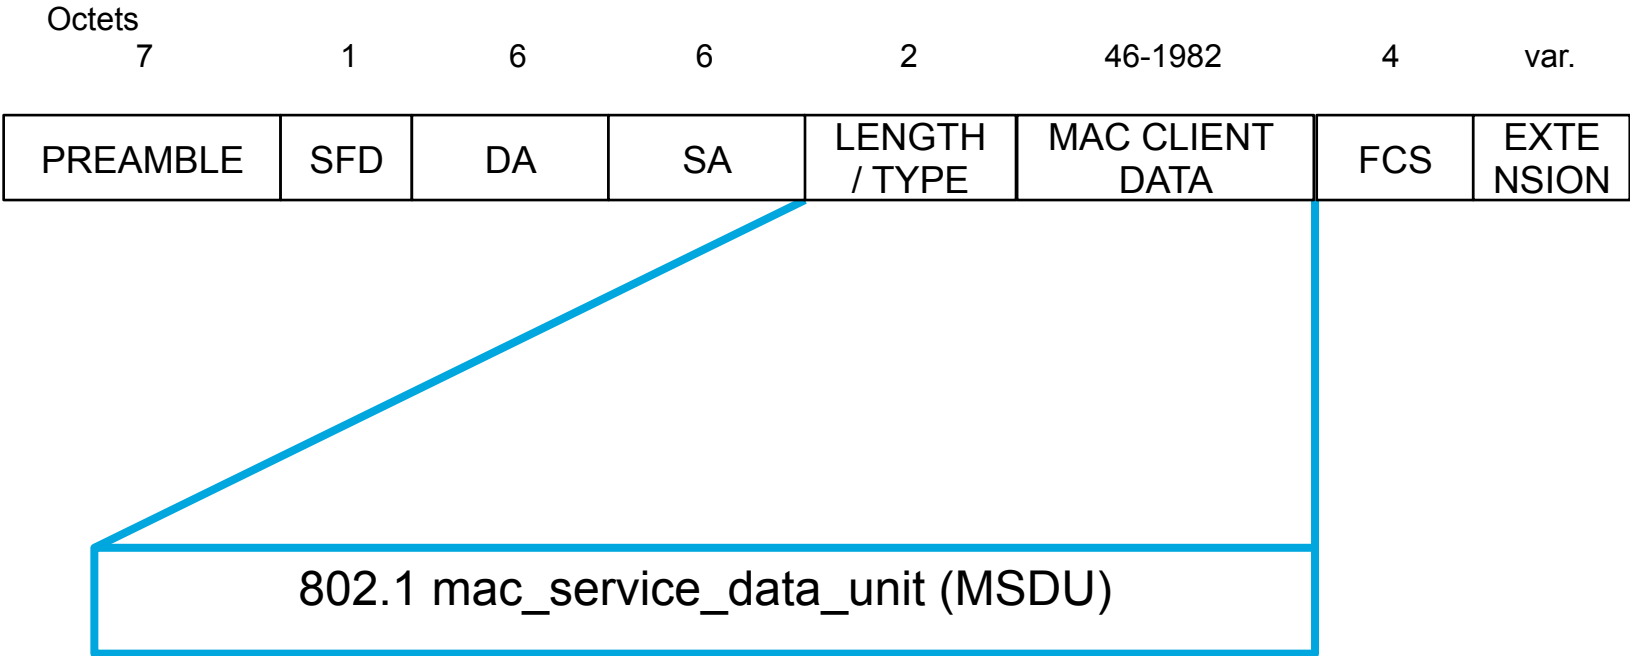 Octets
7 1 6 6 2 46-1982 4 var.
PREAMBLE SFD DA SA LENGTH / TYPE MAC CLIENT DATA FCS EXTE NSION
802.1 mac_service_data_unit (MSDU)